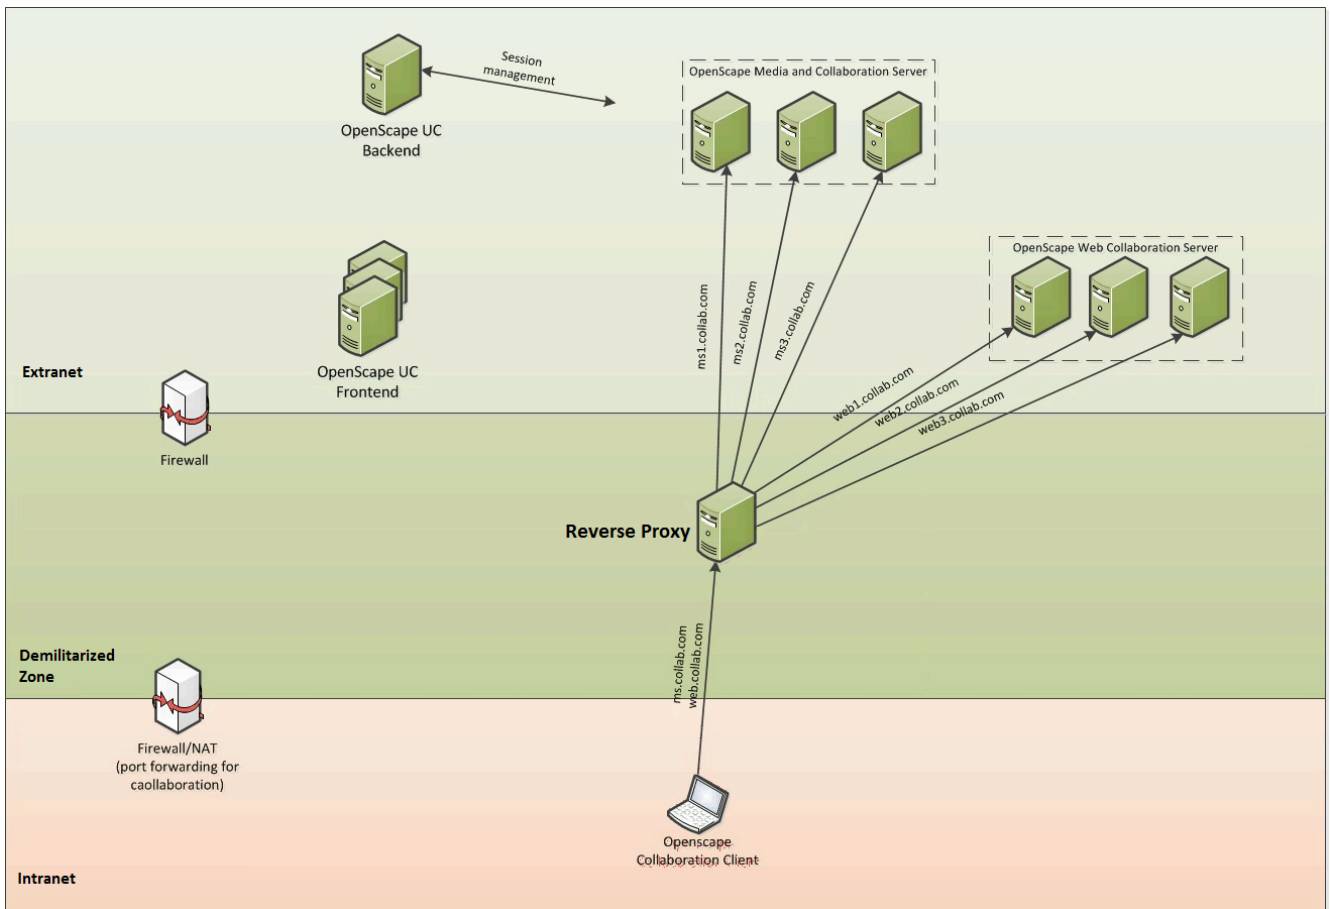 Session
management
OpenScape Media and Collaboration Server
OpenScape UC
Backend
OpenScape Web Collaboration Server
ms1.collab.com
ms2.collab.com
ms3.collab.com
OpenScape UC
Frontend
Extranet
web1.collab.com
web2.collab.com
web3.collab.com
Firewall
Reverse Proxy
Demilitarized
Zone
ms.collab.com
web.collab.com
Firewall/NAT
(port forwarding for
caollaboration)
Openscape
Collaboration Client
Intranet